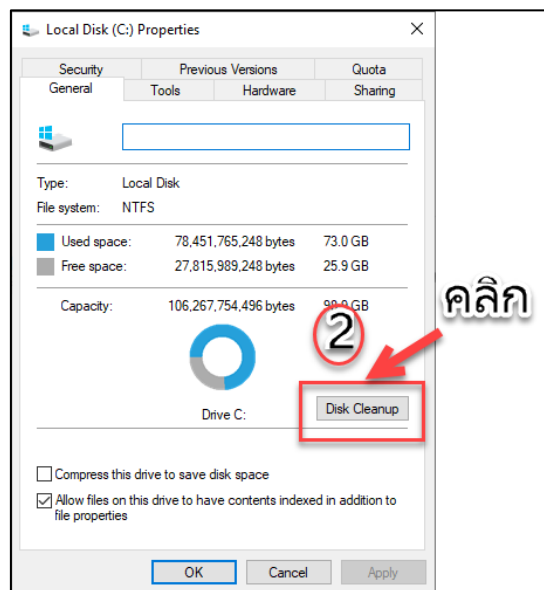 Local Disk (C:) Properties
Security Previous Versions Quota
General Tools Hardware Sharing
Type: Local Disk
File system: NTFS
Used space: 78,451,765,248 bytes 73.0 GB
Free space: 27,815,989,248 bytes 25.9 GB
Capacity: 106,267,754,496 bytes 98.9 GB
2
คลิก
Drive C: Disk Cleanup
Compress this drive to save disk space
Allow files on this drive to have contents indexed in addition to
file properties
OK Cancel Apply